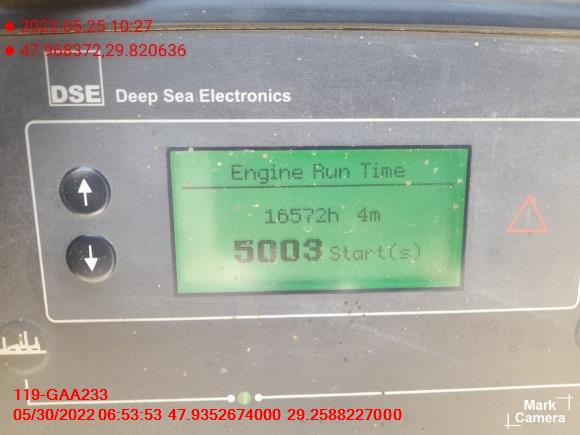 2022.05.25 10:27
47.968372,29.820636
DSE Deep Sea Electronics
Engine Run Time
16572h 4m
5003 Start(s)
119-GAA233
05/30/2022 06:53:53 47.9352674000 29.2588227000
Mark
Camera